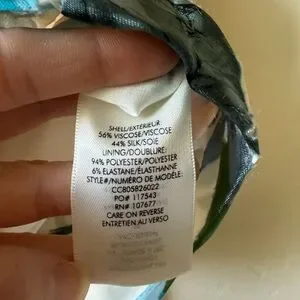 SHELL/EXTÉRIEUR
56% VISCOSE/VISCOSE
44% SILK/SOIE
LINING/DOUBLURE:
94% POLYESTER/POLYESTER
6% ELASTANE/ELASTHANNE
STYLE#/NUMÉRO DE MODÈLE:
CC805826022
PO# 117543
RN# 107677
CARE ON REVERSE
ENTRETIEN AU VERSO